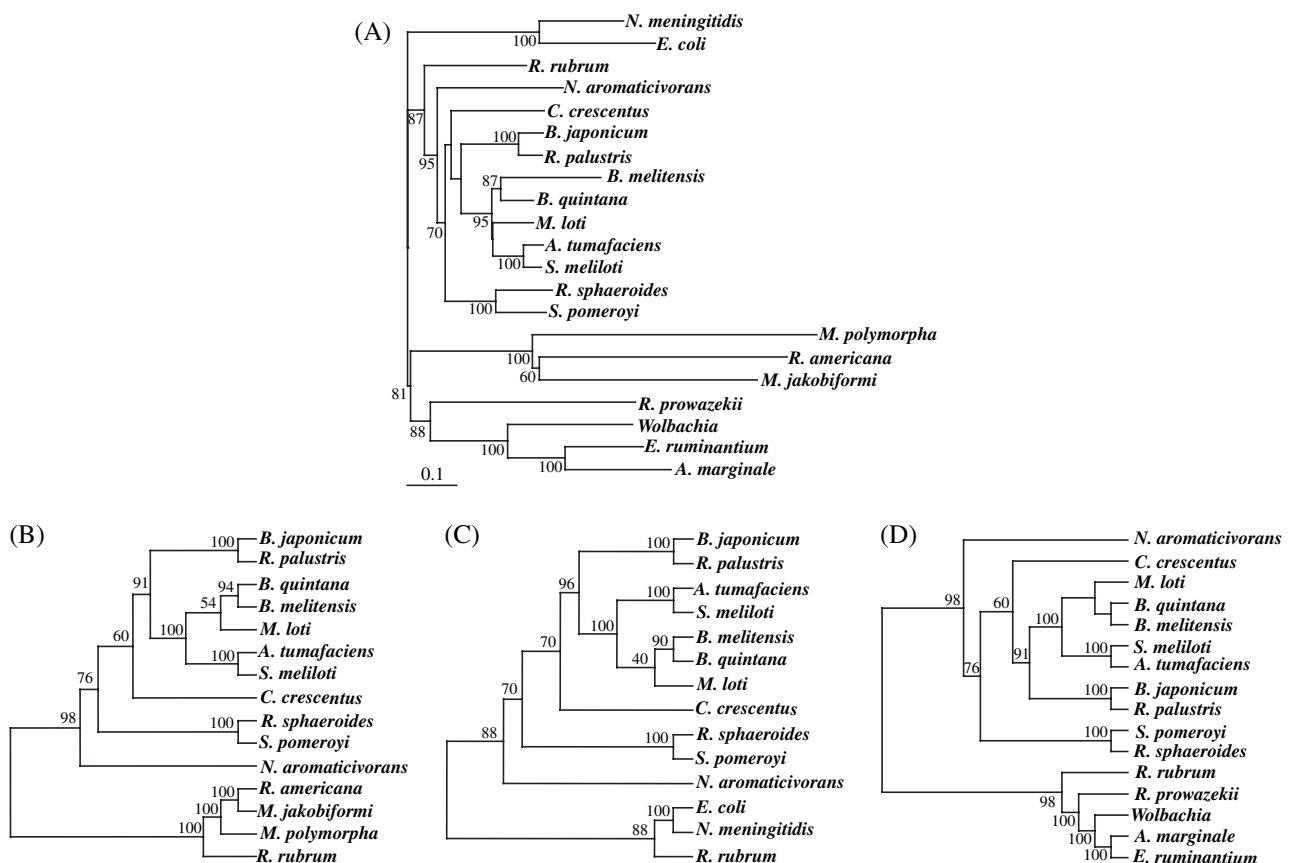 (A)
N. meningitidis
100
E. coli
R. rubrum
N. aromaticivorans
87
C. crescentus
B. japonicum
100
R. palustris
95
B. melitensis
87
B. quintana
M. loti
95
70
A. tumafaciens
100
S. meliloti
R. sphaeroides
100
S. pomeroyi
M. polymorpha
100
R. americana
60
M. jakobiformi
81
R. prowazekii
88
Wolbachia
100
E. ruminantium
100
A. marginale
0.1
(B)
100
B. japonicum
R. palustris
91
94
B. quintana
54
B. melitensis
100
M. loti
60
100
A. tumafaciens
S. meliloti
76
C. crescentus
98
100
R. sphaeroides
S. pomeroyi
N. aromaticivorans
100
R. americana
100
M. jakobiformi
100
M. polymorpha
R. rubrum
(C)
100
B. japonicum
R. palustris
96
100
A. tumafaciens
100
S. meliloti
70
90
B. melitensis
40
B. quintana
M. loti
70
C. crescentus
88
100
R. sphaeroides
S. pomeroyi
N. aromaticivorans
100
E. coli
88
N. meningitidis
R. rubrum
(D)
N. aromaticivorans
C. crescentus
98
60
M. loti
100
B. quintana
B. melitensis
76
91
100
S. meliloti
A. tumafaciens
100
B. japonicum
R. palustris
100
S. pomeroyi
R. sphaeroides
R. rubrum
98
R. prowazekii
100
Wolbachia
100
A. marginale
100
E. ruminantium